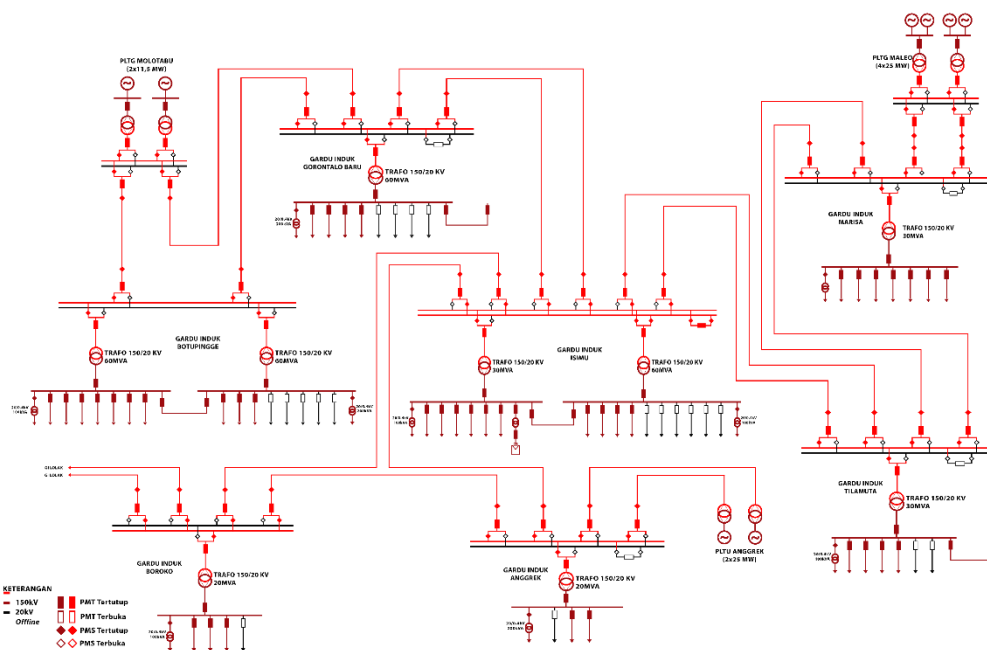 PLTG MOLOTABU
(2x11,5 MW)
PLTG MALEO
(4x25 MW)
GARDU INDUK
GORONTALO BARU
TRAFO 150/20 KV
60MVA
GARDU INDUK
MARISA
TRAFO 150/20 KV
30MVA
GARDU INDUK
BOTUPINGGE
TRAFO 150/20 KV
60MVA
TRAFO 150/20 KV
60MVA
GARDU INDUK
ISIMU
TRAFO 150/20 KV
30MVA
TRAFO 150/20 KV
60MVA
GARDU INDUK
TILAMUTA
TRAFO 150/20 KV
30MVA
GARDU INDUK
BOROKO
TRAFO 150/20 KV
20MVA
GARDU INDUK
ANGGREK
TRAFO 150/20 KV
20MVA
PLTU ANGGREK
(2x25 MW)
KETERANGAN
150kV
20kV
Offline
PMT Tertutup
PMT Terbuka
PMS Tertutup
PMS Terbuka